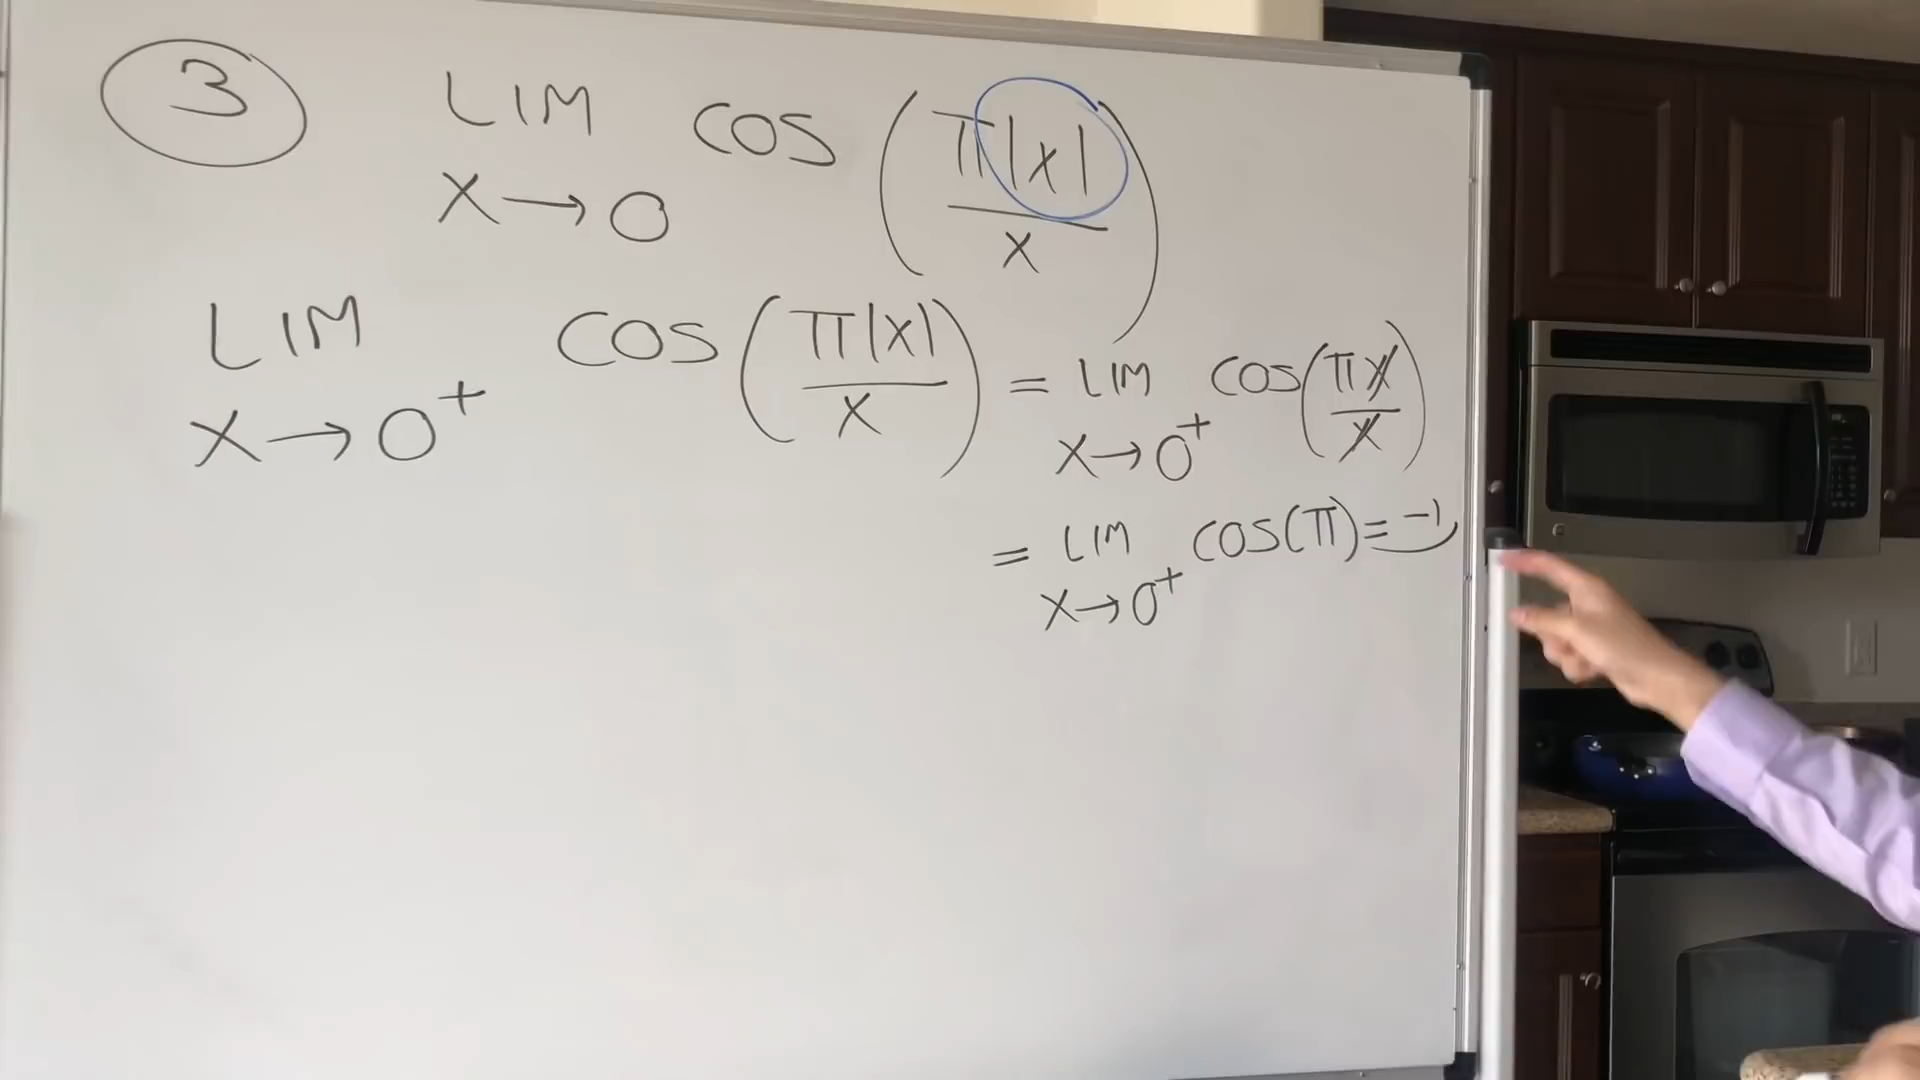 3 LIM COS (π|x|/x)
x→0
LIM COS (π|x|/x) = LIM COS (πx/x)
x→0⁺ x→0⁺
= LIM COS(π) = -1
x→0⁺